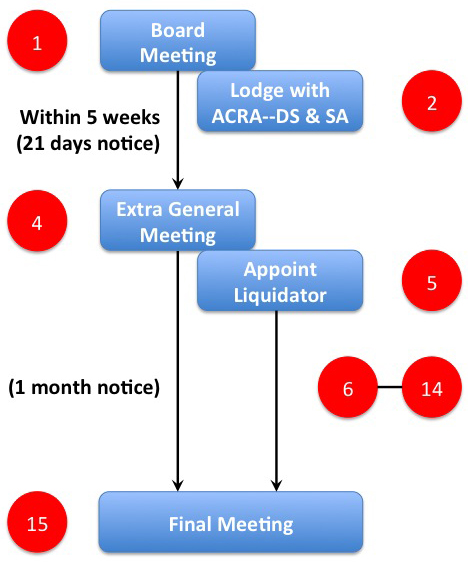 1
Board
Meeting
Lodge with
ACRA--DS & SA
2
Within 5 weeks
(21 days notice)
4
Extra General
Meeting
Appoint
Liquidator
5
(1 month notice)
6
14
15
Final Meeting